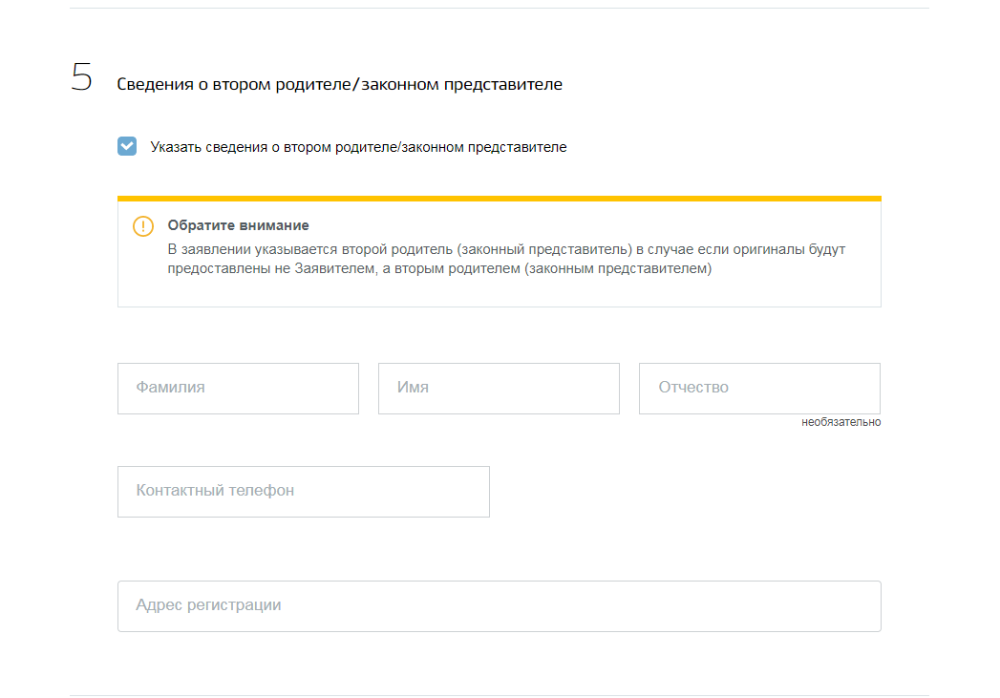 5 Сведения о втором родителе/законном представителе
Указать сведения о втором родителе/законном представителе
Обратите внимание
В заявлении указывается второй родитель (законный представитель) в случае если оригиналы будут
предоставлены не Заявителем, а вторым родителем (законным представителем)
Фамилия Имя Отчество
необязательно
Контактный телефон
Адрес регистрации